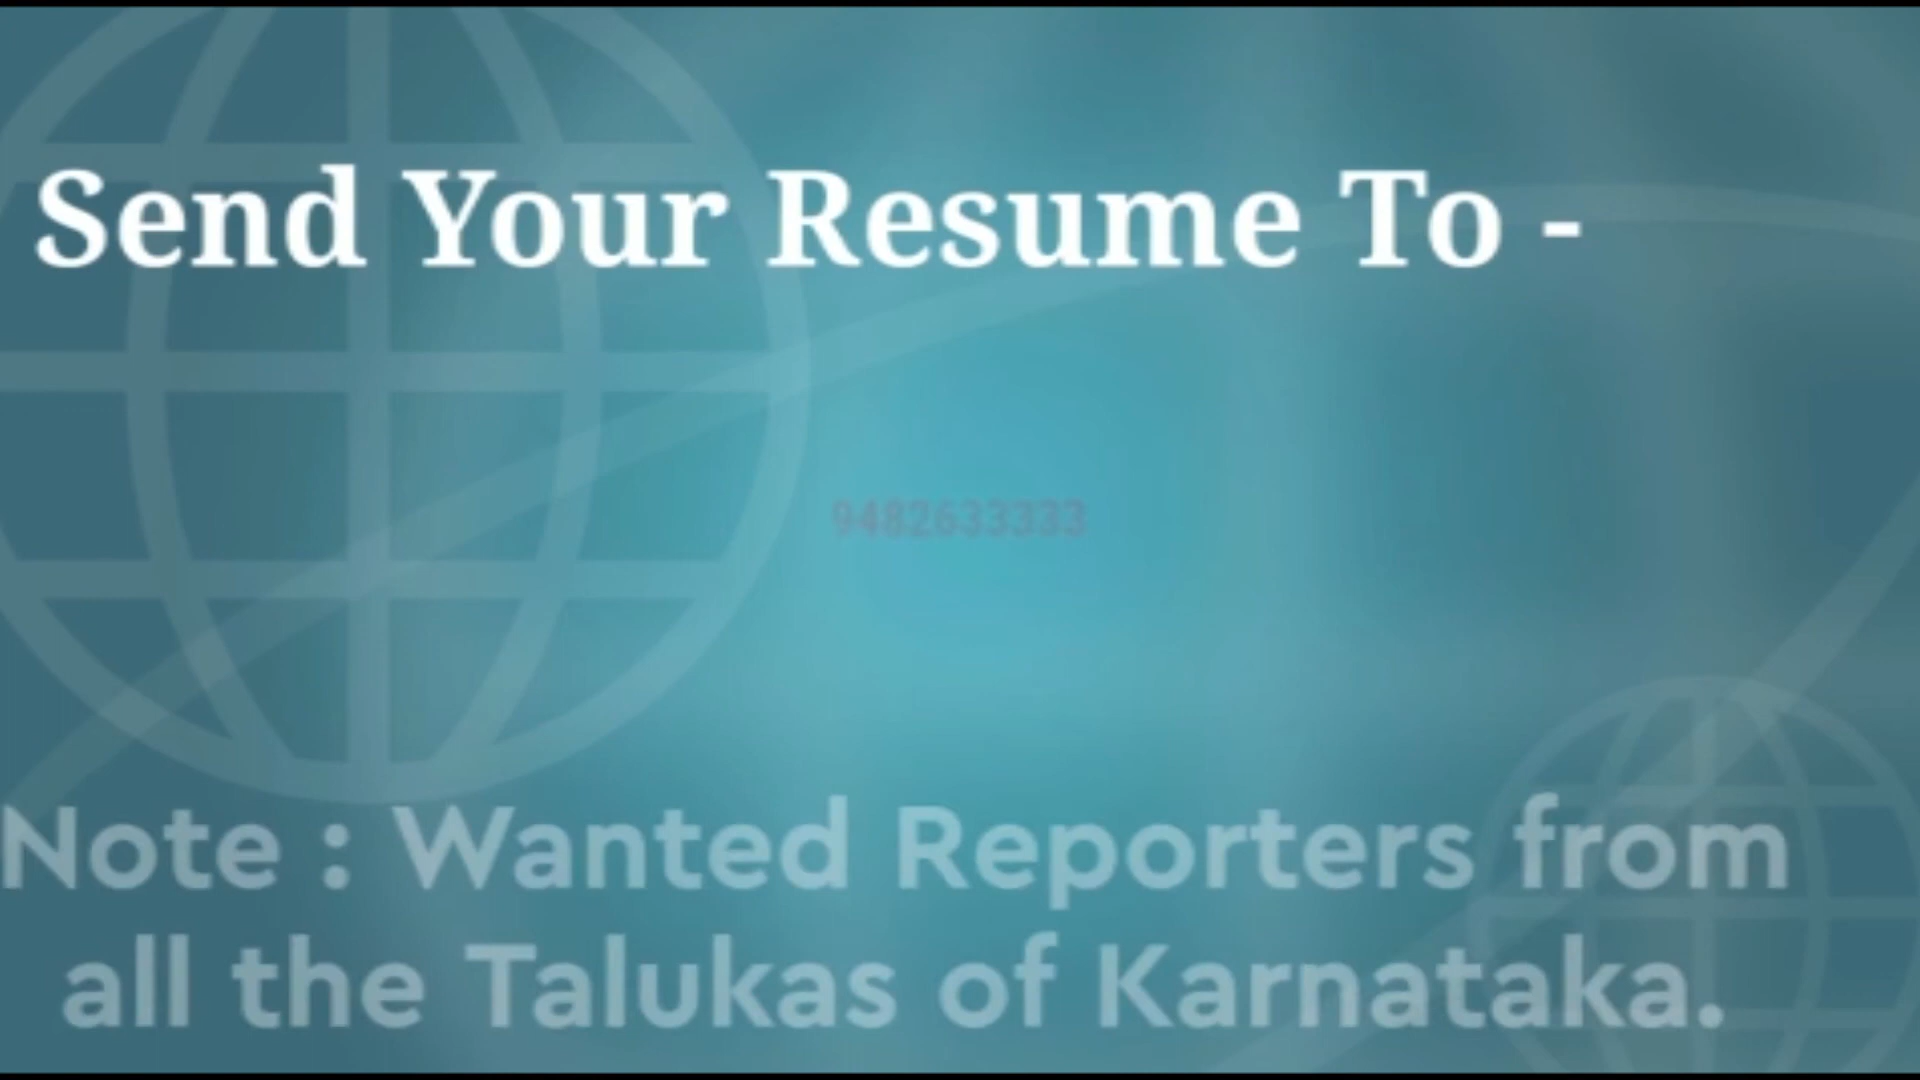 Send Your Resume To -
9482633333
Note : Wanted Reporters from
all the Talukas of Karnataka.